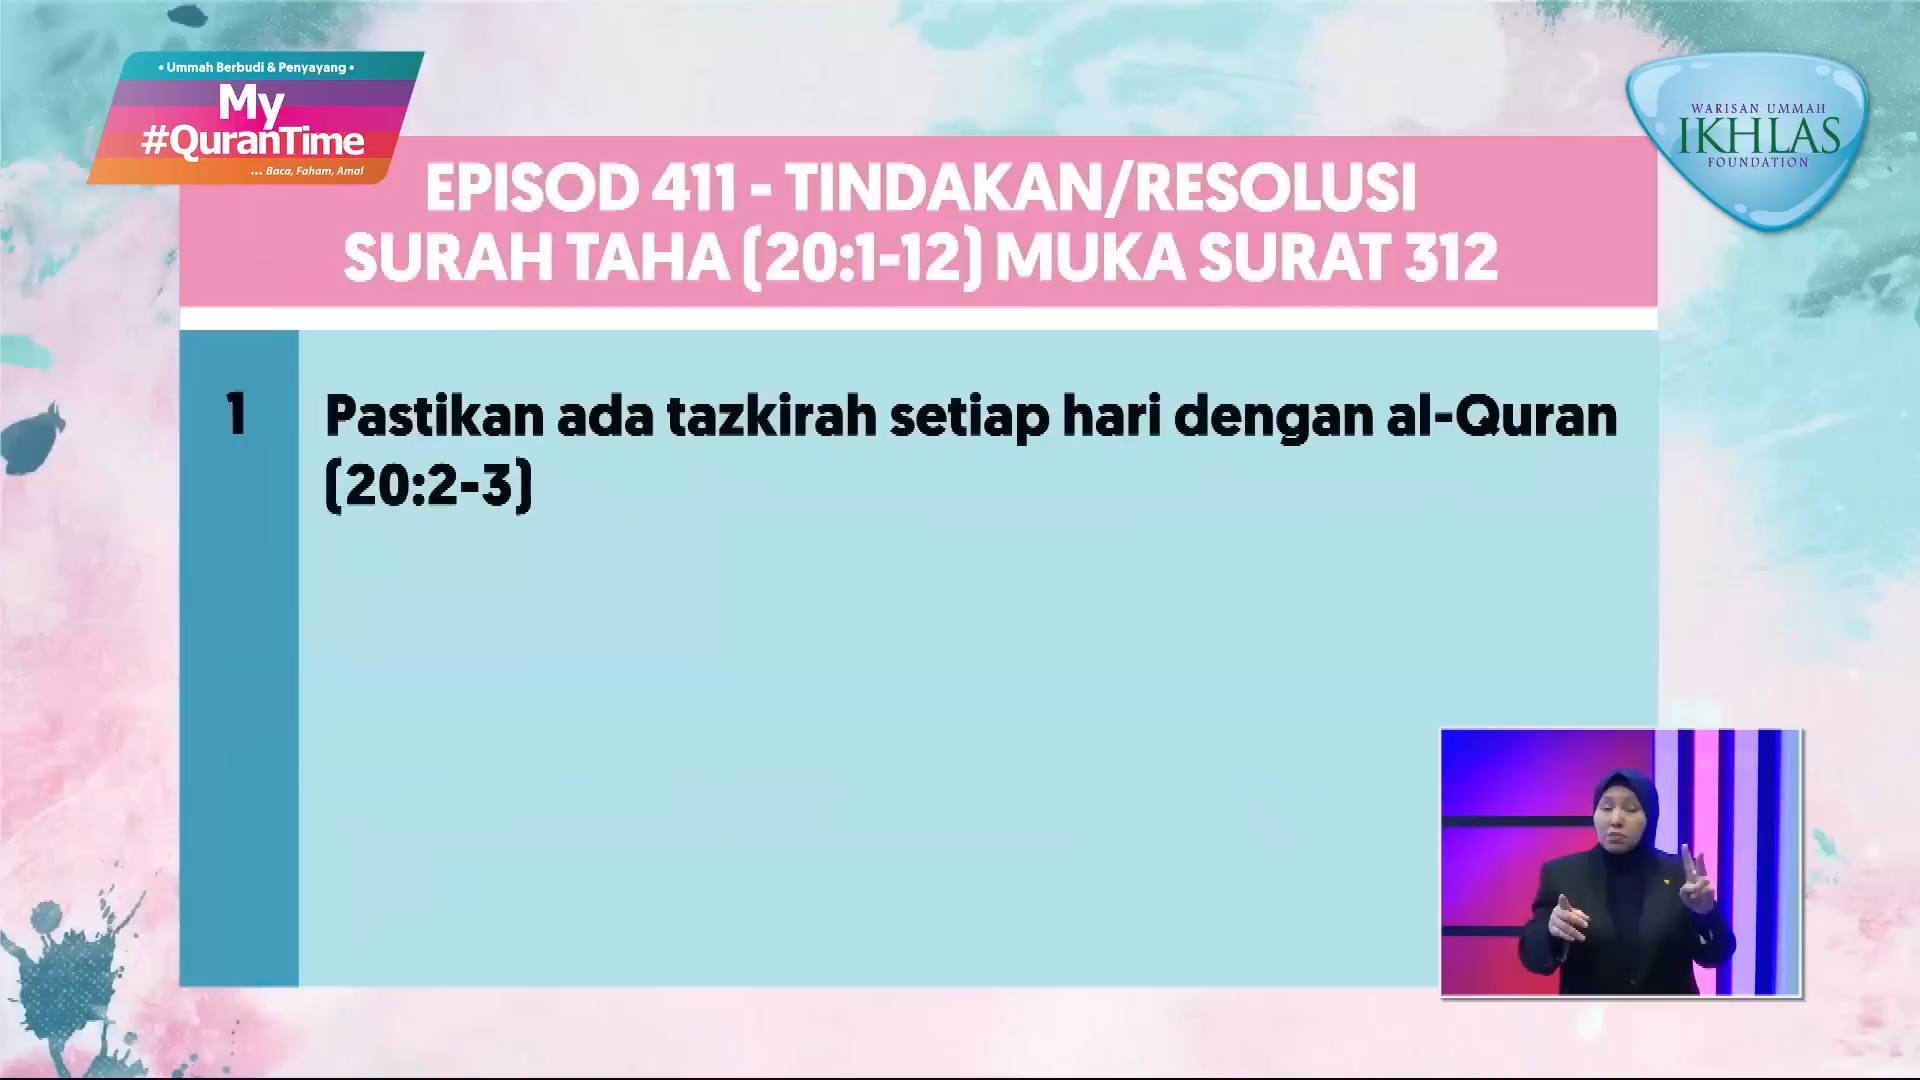 • Ummah Berbudi & Penyayang •
My
#QuranTime
... Baca, Faham, Amal
WARISAN UMMAH
IKHLAS
FOUNDATION
EPISOD 411 - TINDAKAN/RESOLUSI
SURAH TAHA (20:1-12) MUKA SURAT 312
1 Pastikan ada tazkirah setiap hari dengan al-Quran
(20:2-3)